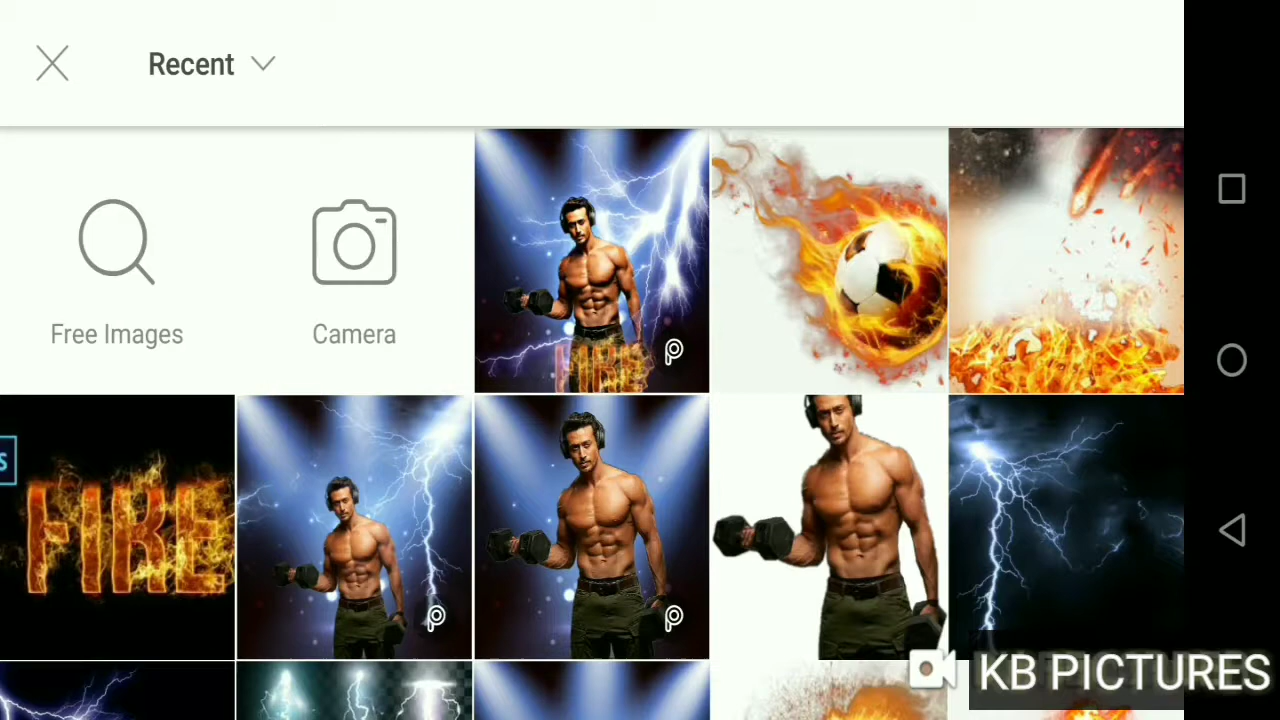 Recent
Free Images
Camera
FIRE
S
FIRE
KB PICTURES